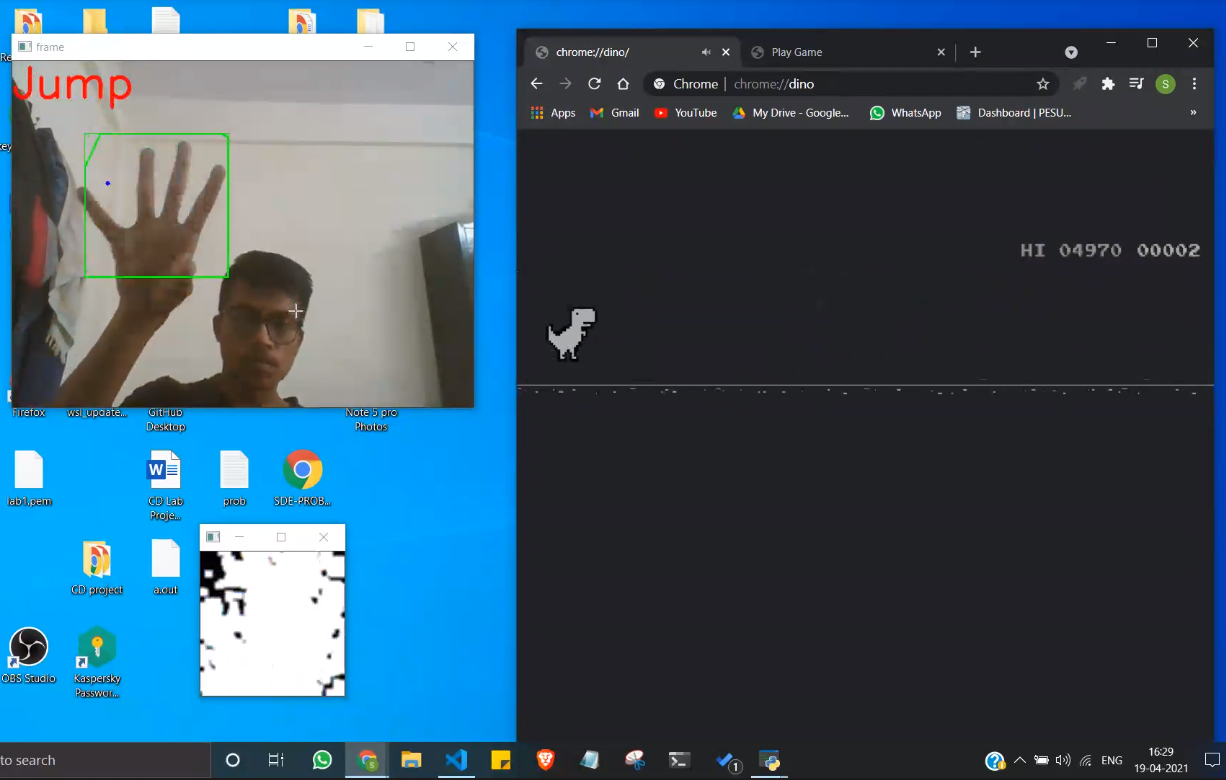 frame
Jump
Firefox
wsl_update...
GitHub
Desktop
Note 5 pro
Photos
lab1.pem
CD Lab
Proje...
prob
SDE-PROB...
CD project
a.out
OBS Studio
Kaspersky
Passwor...
chrome://dino/
Play Game
Chrome | chrome://dino
S
Apps
Gmail
YouTube
My Drive - Google...
WhatsApp
Dashboard | PESU...
»
HI 04970 00002
to search
1
ENG
16:29
19-04-2021